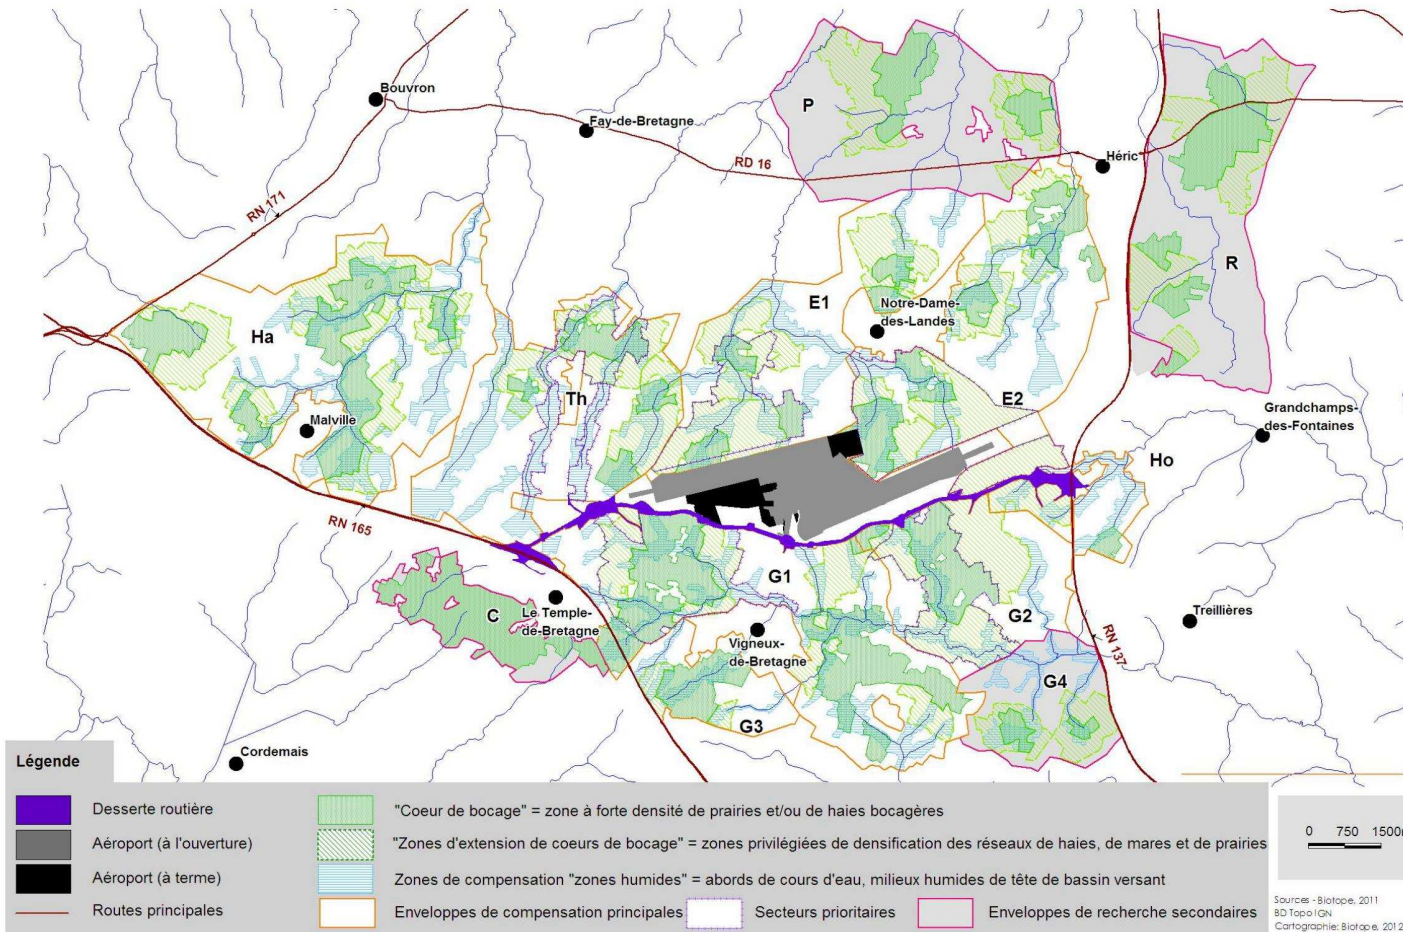 Bouvron
Fay-de-Bretagne
P
RD 16
Héric
RN 171
R
E1
Notre-Dame-
des-Landes
Ha
Th
E2
Malville
Grandchamps-
des-Fontaines
Ho
RN 165
G1
C
Le Temple-
de-Bretagne
G2
Treillières
Vigneux-
de-Bretagne
RN 137
G4
G3
Cordemais
Légende
Desserte routière
Aéroport (à l'ouverture)
Aéroport (à terme)
Routes principales
"Coeur de bocage" = zone à forte densité de prairies et/ou de haies bocagères
"Zones d'extension de coeurs de bocage" = zones privilégiées de densification des réseaux de haies, de mares et de prairies
Zones de compensation "zones humides" = abords de cours d'eau, milieux humides de tête de bassin versant
Enveloppes de compensation principales
Secteurs prioritaires
Enveloppes de recherche secondaires
0 750 1500
Sources - Biotope, 2011
BD Topo IGN
Cartographie: Biotope, 2012